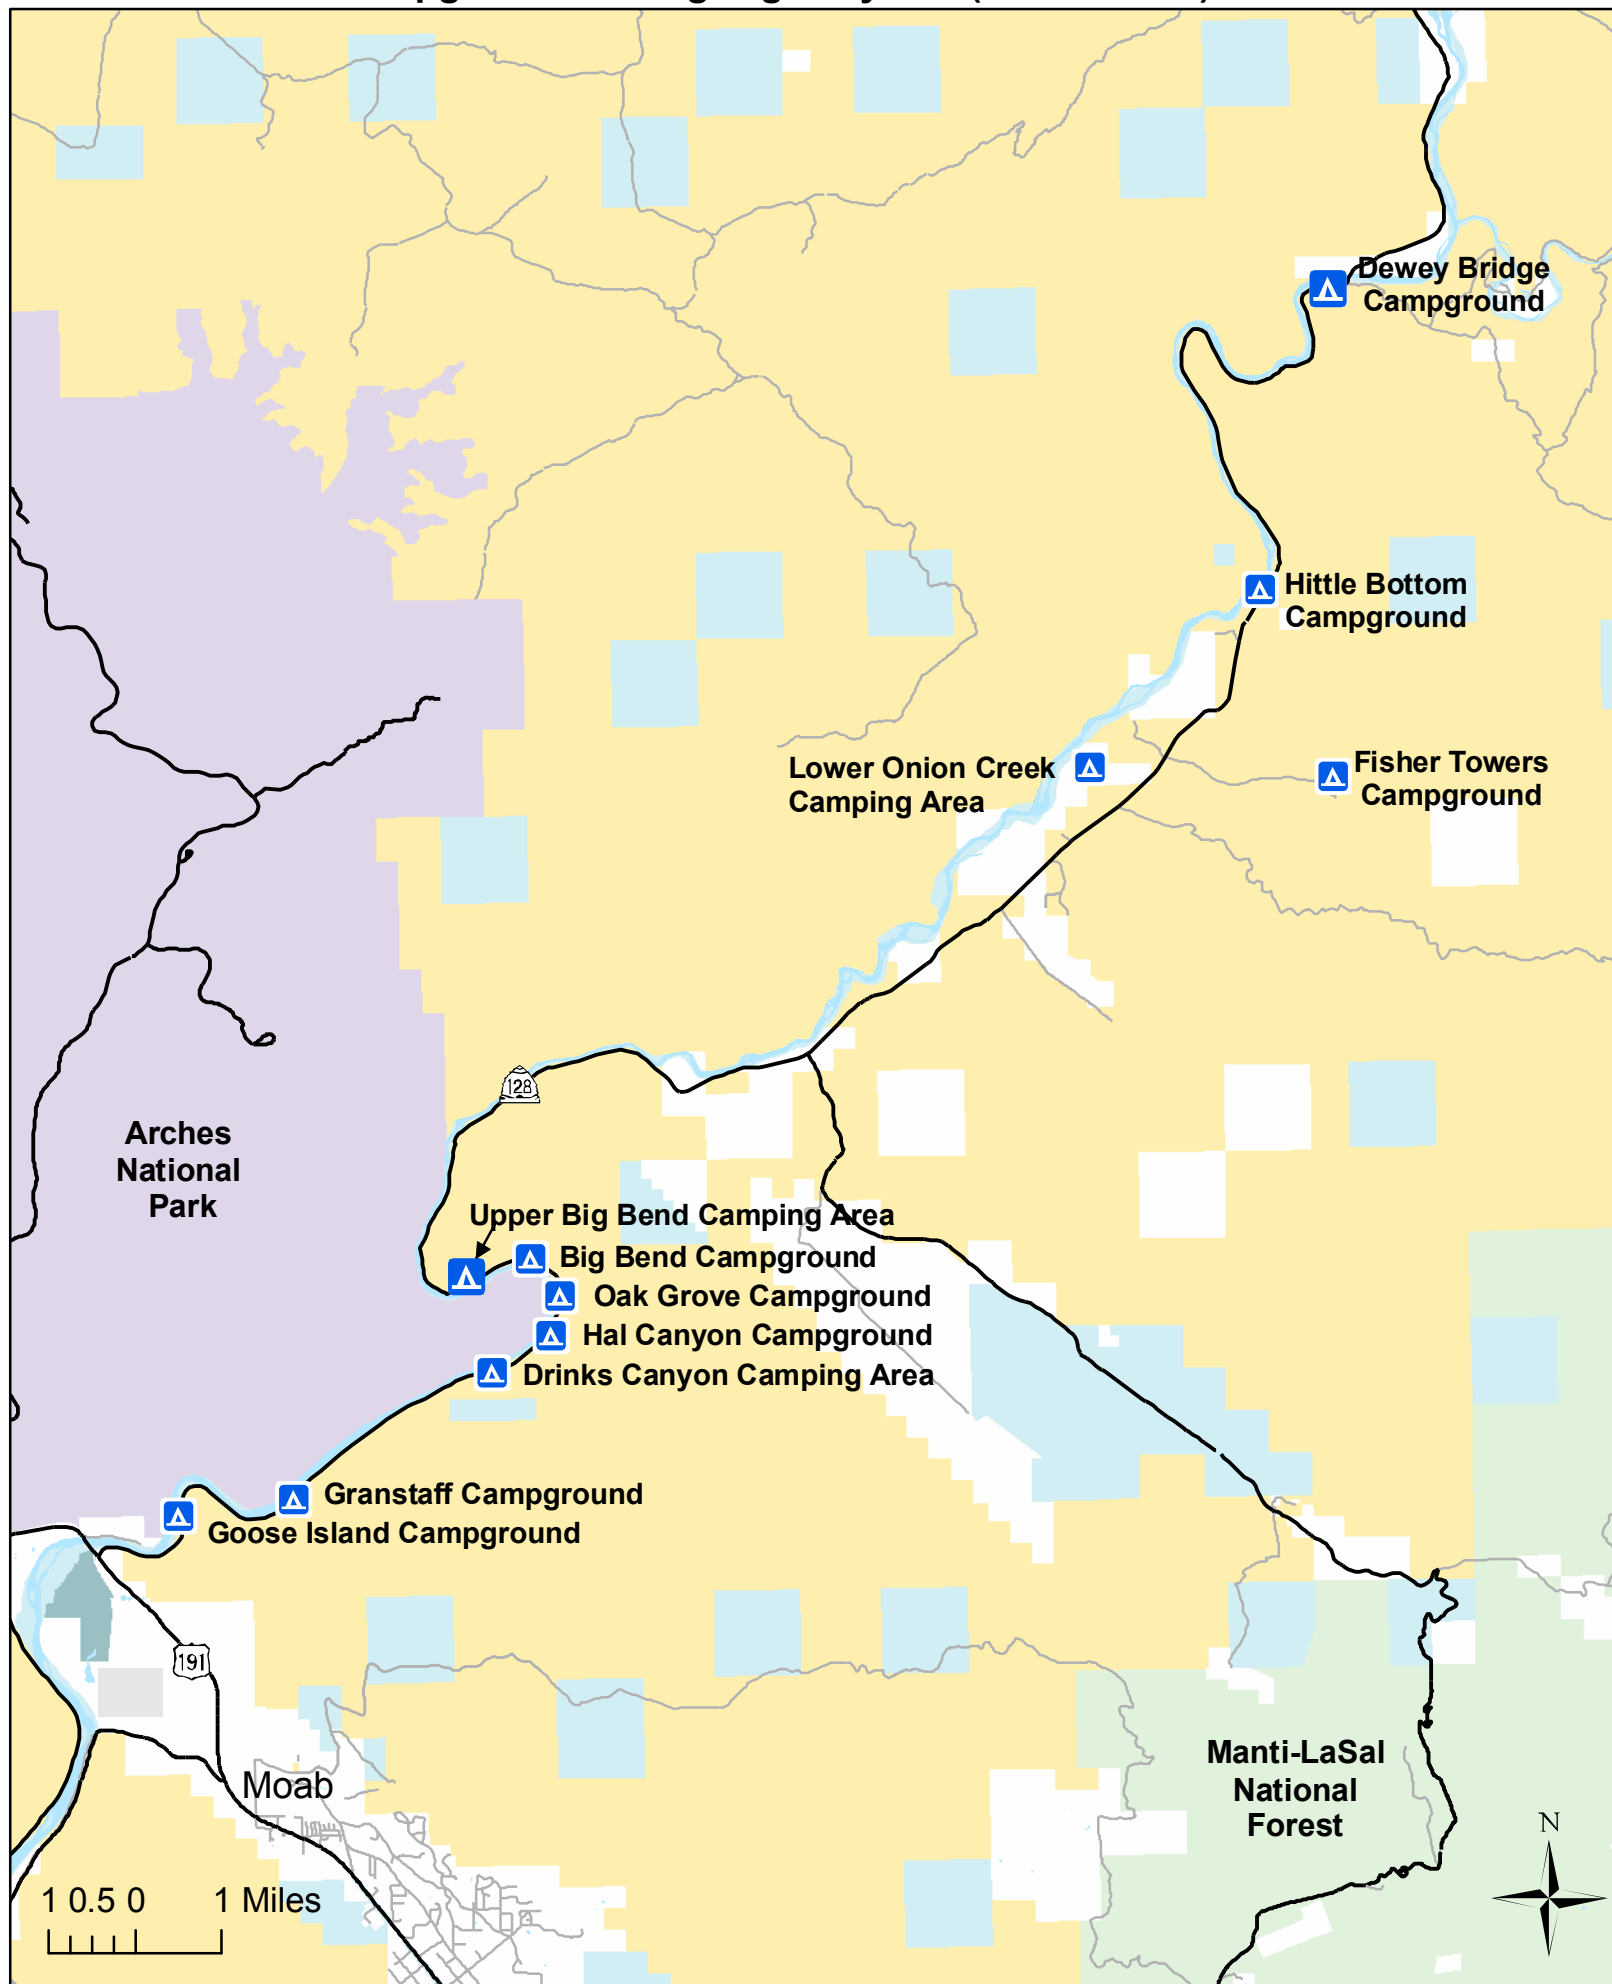 Dewey Bridge
Campground
Hittle Bottom
Campground
Lower Onion Creek
Camping Area
Fisher Towers
Campground
128
Arches
National
Park
Upper Big Bend Camping Area
Big Bend Campground
Oak Grove Campground
Hal Canyon Campground
Drinks Canyon Camping Area
Granstaff Campground
Goose Island Campground
191
Manti-LaSal
National
Forest
Moab
N
1 0.5 0 1 Miles